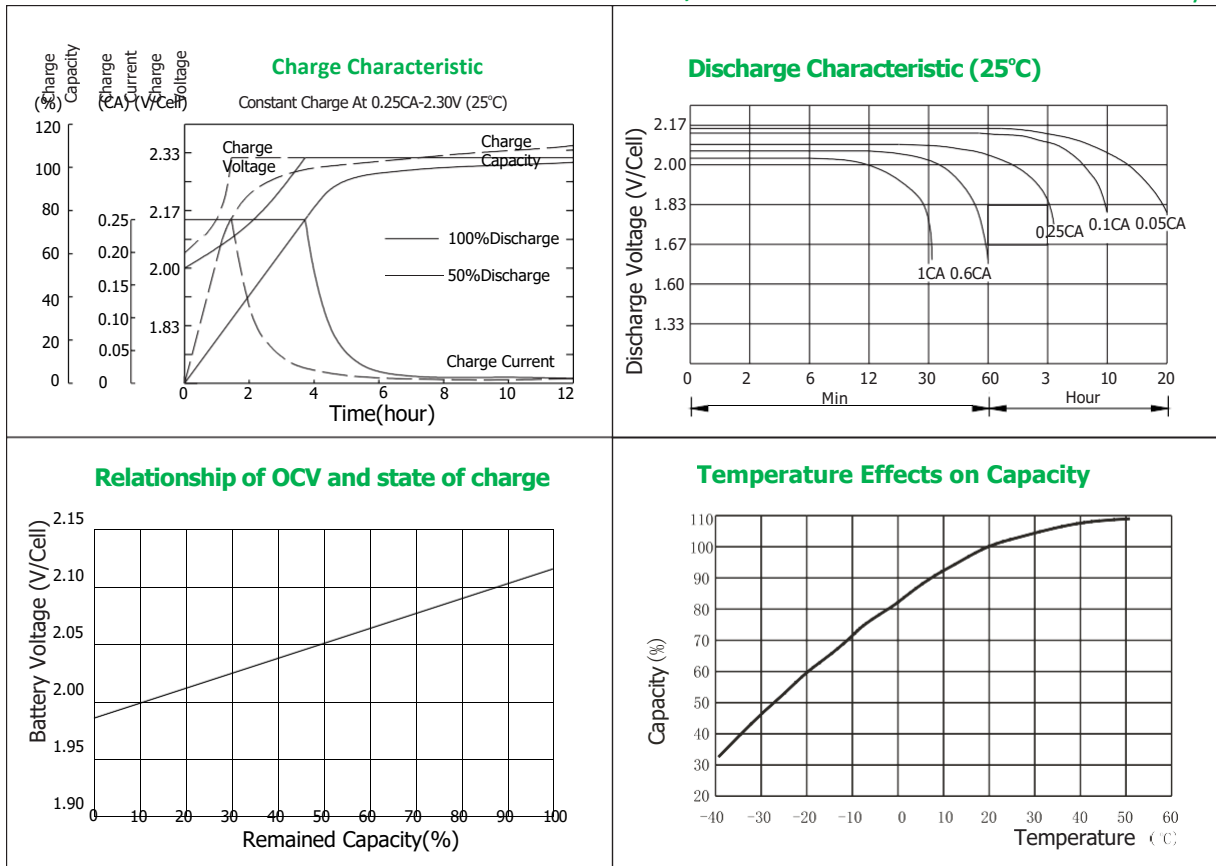 Charge
Capacity
Charge
Current
Charge
Voltage
(%)
(CA) (V/Cell)
Charge Characteristic
Constant Charge At 0.25CA-2.30V (25℃)
120
100
80
60
40
20
0
0.25
0.20
0.15
0.10
0.05
0
2.33
2.17
2.00
1.83
Charge
Voltage
Charge
Capacity
100%Discharge
50%Discharge
Charge Current
0 2 4 6 8 10 12
Time(hour)
Discharge Characteristic (25℃)
Discharge Voltage (V/Cell)
2.17
2.00
1.83
1.67
1.60
1.33
1CA 0.6CA
0.25CA
0.1CA 0.05CA
0 2 6 12 30 60 3 10 20
Min Hour
Relationship of OCV and state of charge
Battery Voltage (V/Cell)
2.15
2.10
2.05
2.00
1.95
1.90
0 10 20 30 40 50 60 70 80 90 100
Remained Capacity(%)
Temperature Effects on Capacity
Capacity (%)
110
100
90
80
70
60
50
40
30
20
-40 -30 -20 -10 0 10 20 30 40 50 60
Temperature (℃)